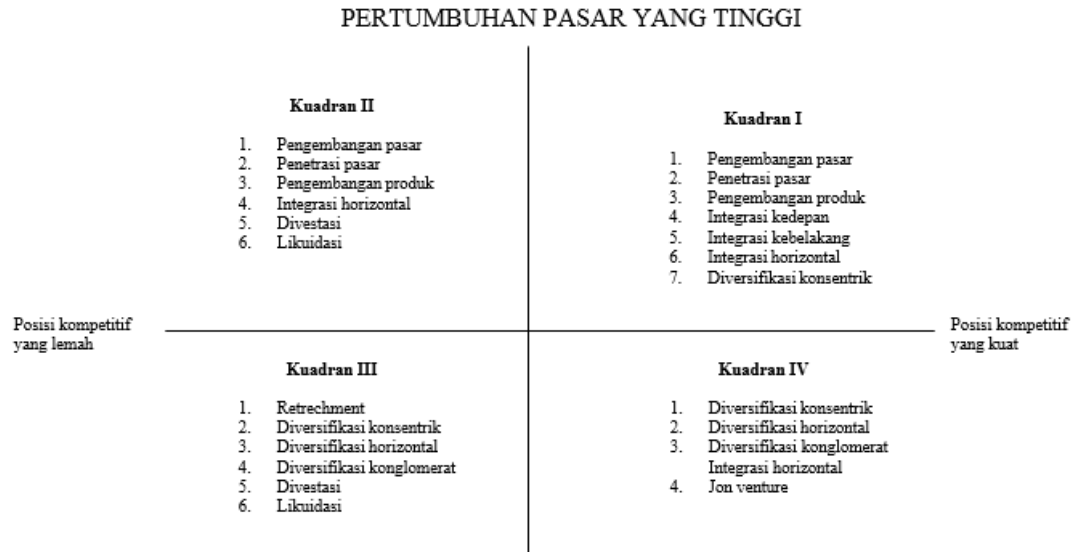 PERTUMBUHAN PASAR YANG TINGGI
Kuadran II
1. Pengembangan pasar
2. Penetrasi pasar
3. Pengembangan produk
4. Integrasi horizontal
5. Divestasi
6. Likuidasi
Kuadran I
1. Pengembangan pasar
2. Penetrasi pasar
3. Pengembangan produk
4. Integrasi kedepan
5. Integrasi kebelakang
6. Integrasi horizontal
7. Diversifikasi konsentrik
Posisi kompetitif
yang lemah
Posisi kompetitif
yang kuat
Kuadran III
1. Retrechment
2. Diversifikasi konsentrik
3. Diversifikasi horizontal
4. Diversifikasi konglomerat
5. Divestasi
6. Likuidasi
Kuadran IV
1. Diversifikasi konsentrik
2. Diversifikasi horizontal
3. Diversifikasi konglomerat
Integrasi horizontal
4. Jon venture